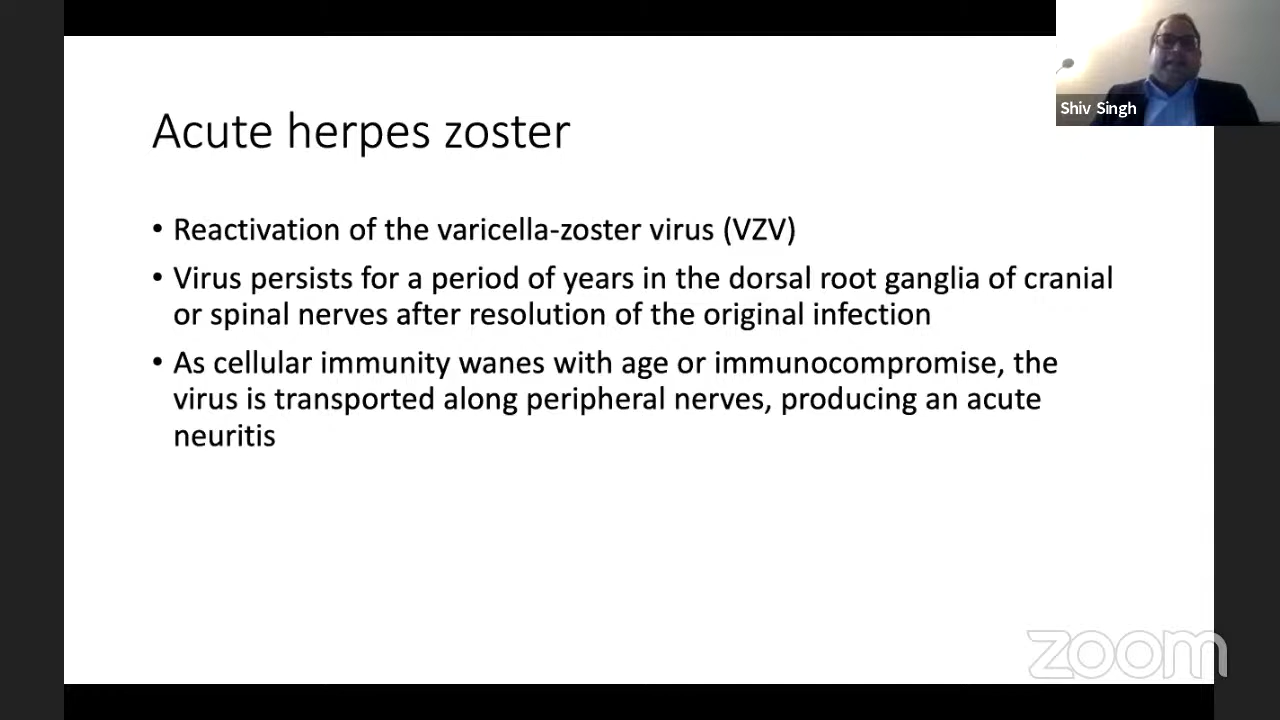 Shiv Singh
Acute herpes zoster
• Reactivation of the varicella-zoster virus (VZV)
• Virus persists for a period of years in the dorsal root ganglia of cranial
or spinal nerves after resolution of the original infection
• As cellular immunity wanes with age or immunocompromise, the
virus is transported along peripheral nerves, producing an acute
neuritis
zoom